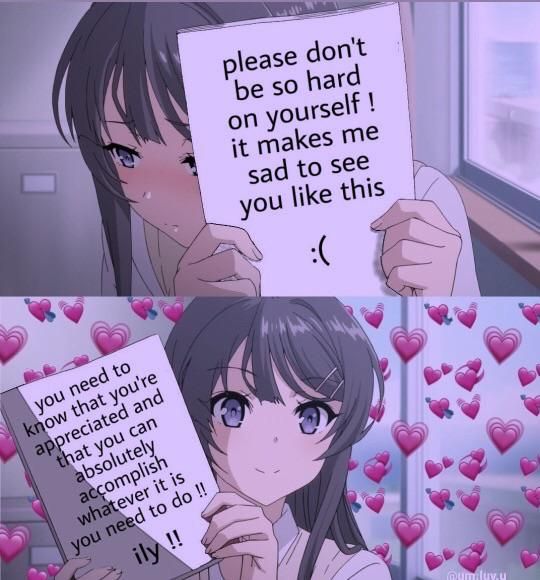 please don't
be so hard
on yourself !
it makes me
sad to see
you like this
:(
you need to
know that you're
appreciated and
that you can
absolutely
accomplish
whatever it is
you need to do !!
ily !!
@um.luv.u